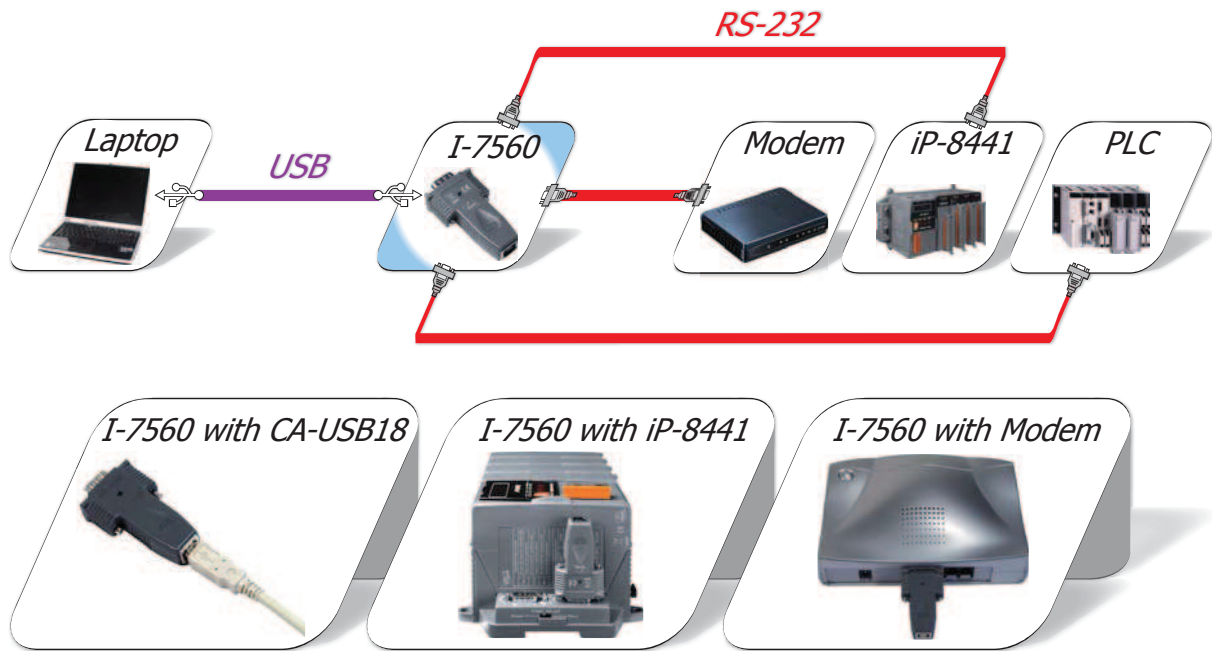 RS-232
Laptop
USB
I-7560
Modem
iP-8441
PLC
I-7560 with CA-USB18
I-7560 with iP-8441
I-7560 with Modem